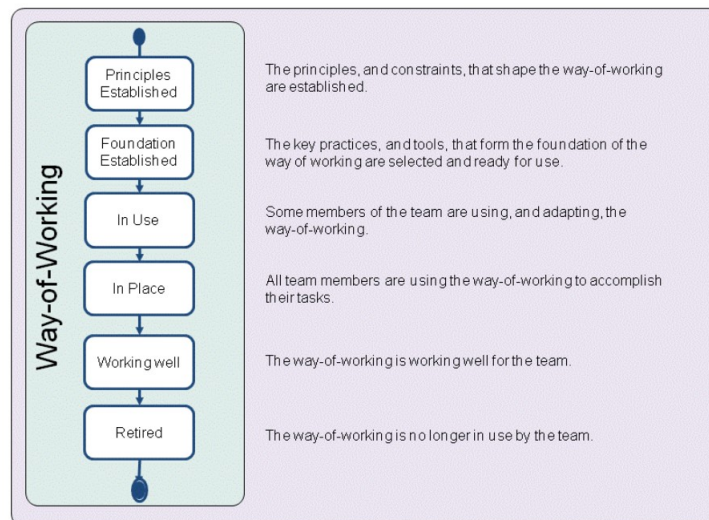 Way-of-Working
Principles
Established
The principles, and constraints, that shape the way-of-working
are established.
Foundation
Established
The key practices, and tools, that form the foundation of the
way of working are selected and ready for use.
In Use
Some members of the team are using, and adapting, the
way-of-working.
In Place
All team members are using the way-of-working to accomplish
their tasks.
Working well
The way-of-working is working well for the team.
Retired
The way-of-working is no longer in use by the team.